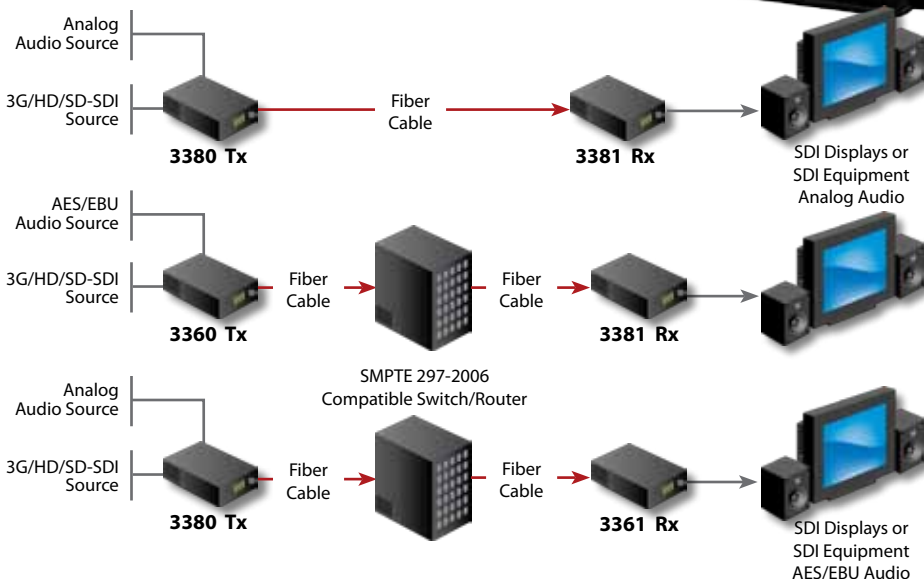 Analog
Audio Source
3G/HD/SD-SDI
Source
3380 Tx
Fiber
Cable
3381 Rx
SDI Displays or
SDI Equipment
Analog Audio
AES/EBU
Audio Source
3G/HD/SD-SDI
Source
3360 Tx
Fiber
Cable
Fiber
Cable
3381 Rx
SMPTE 297-2006
Compatible Switch/Router
Analog
Audio Source
3G/HD/SD-SDI
Source
3380 Tx
Fiber
Cable
Fiber
Cable
3361 Rx
SDI Displays or
SDI Equipment
AES/EBU Audio